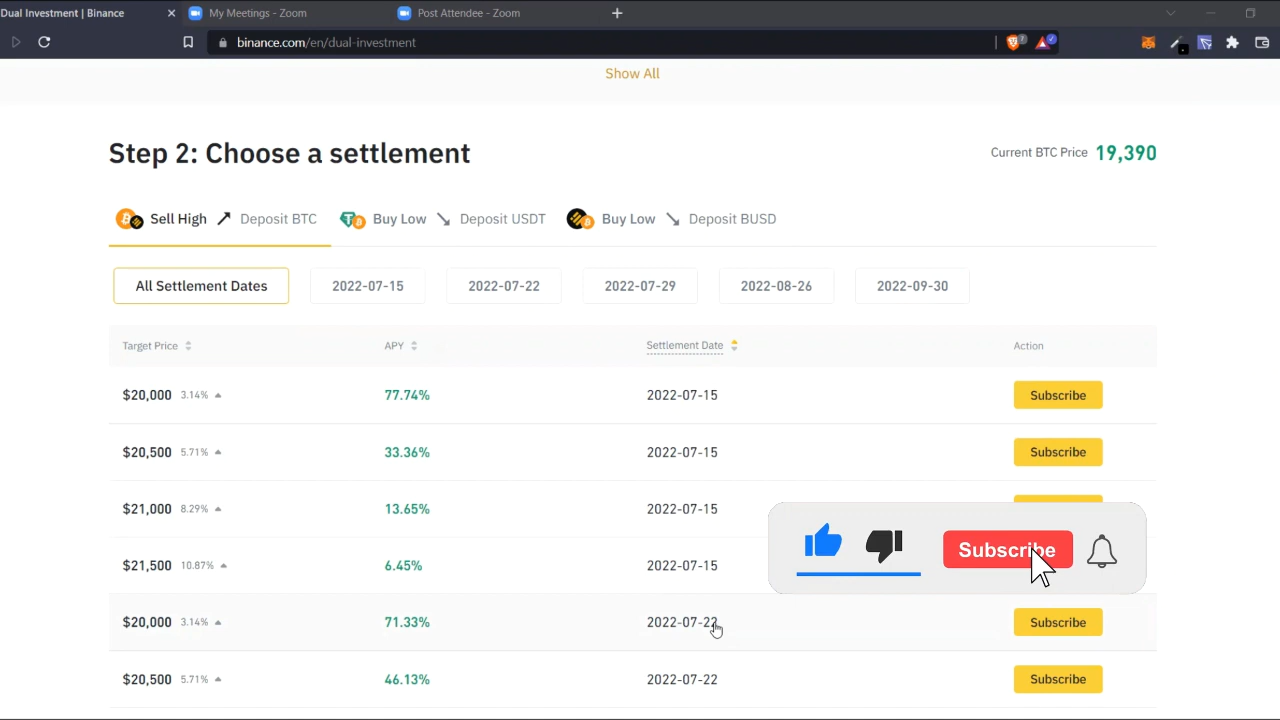 Dual Investment | Binance
My Meetings - Zoom
Post Attendee - Zoom
binance.com/en/dual-investment
7
Show All
Step 2: Choose a settlement
Current BTC Price 19,390
Sell High Deposit BTC Buy Low Deposit USDT Buy Low Deposit BUSD
All Settlement Dates 2022-07-15 2022-07-22 2022-07-29 2022-08-26 2022-09-30
Target Price APY Settlement Date Action
$20,000 3.14% 77.74% 2022-07-15 Subscribe
$20,500 5.71% 33.36% 2022-07-15 Subscribe
$21,000 8.29% 13.65% 2022-07-15
$21,500 10.87% 6.45% 2022-07-15
Subscribe
$20,000 3.14% 71.33% 2022-07-22 Subscribe
$20,500 5.71% 46.13% 2022-07-22 Subscribe